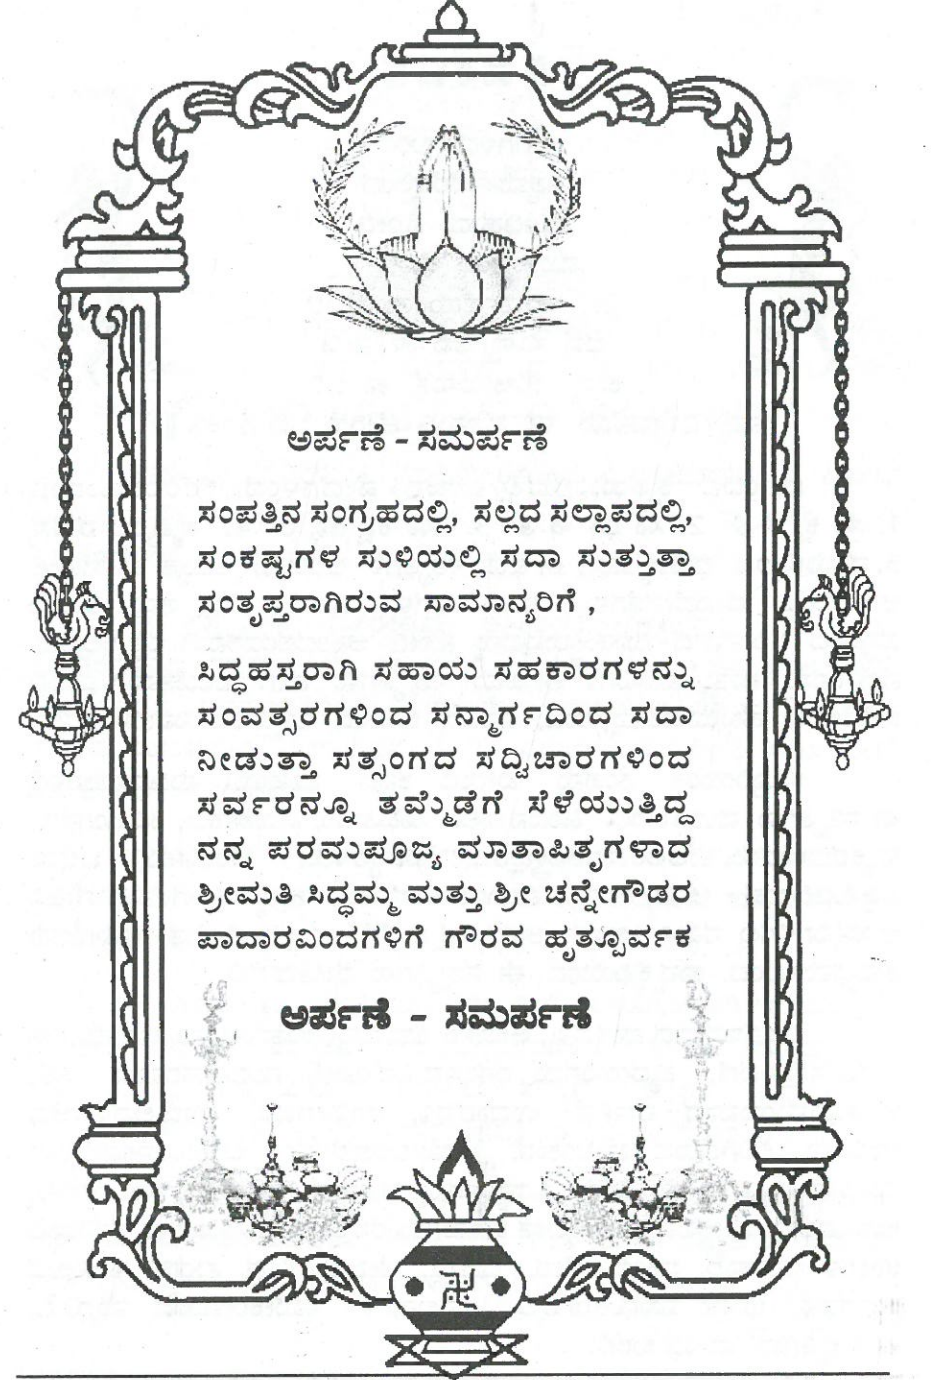 ಅರ್ಪಣೆ - ಸಮರ್ಪಣೆ
ಸಂಪತ್ತಿನ ಸಂಗ್ರಹದಲ್ಲಿ, ಸಲ್ಲದ ಸಲ್ಲಾಪದಲ್ಲಿ,
ಸಂಕಷ್ಟಗಳ ಸುಳಿಯಲ್ಲಿ ಸದಾ ಸುತ್ತುತ್ತಾ
ಸಂತೃಪ್ತರಾಗಿರುವ ಸಾಮಾನ್ಯರಿಗೆ ,
ಸಿದ್ಧಹಸ್ತರಾಗಿ ಸಹಾಯ ಸಹಕಾರಗಳನ್ನು
ಸಂವತ್ಸರಗಳಿಂದ ಸನ್ಮಾರ್ಗದಿಂದ ಸದಾ
ನೀಡುತ್ತಾ ಸತ್ಸಂಗದ ಸದ್ವಿಚಾರಗಳಿಂದ
ಸರ್ವರನ್ನೂ ತಮ್ಮೆಡೆಗೆ ಸೆಳೆಯುತ್ತಿದ್ದ
ನನ್ನ ಪರಮಪೂಜ್ಯ ಮಾತಾಪಿತೃಗಳಾದ
ಶ್ರೀಮತಿ ಸಿದ್ಧಮ್ಮ ಮತ್ತು ಶ್ರೀ ಚನ್ನೇಗೌಡರ
ಪಾದಾರವಿಂದಗಳಿಗೆ ಗೌರವ ಹೃತ್ಪೂರ್ವಕ
ಅರ್ಪಣೆ - ಸಮರ್ಪಣೆ